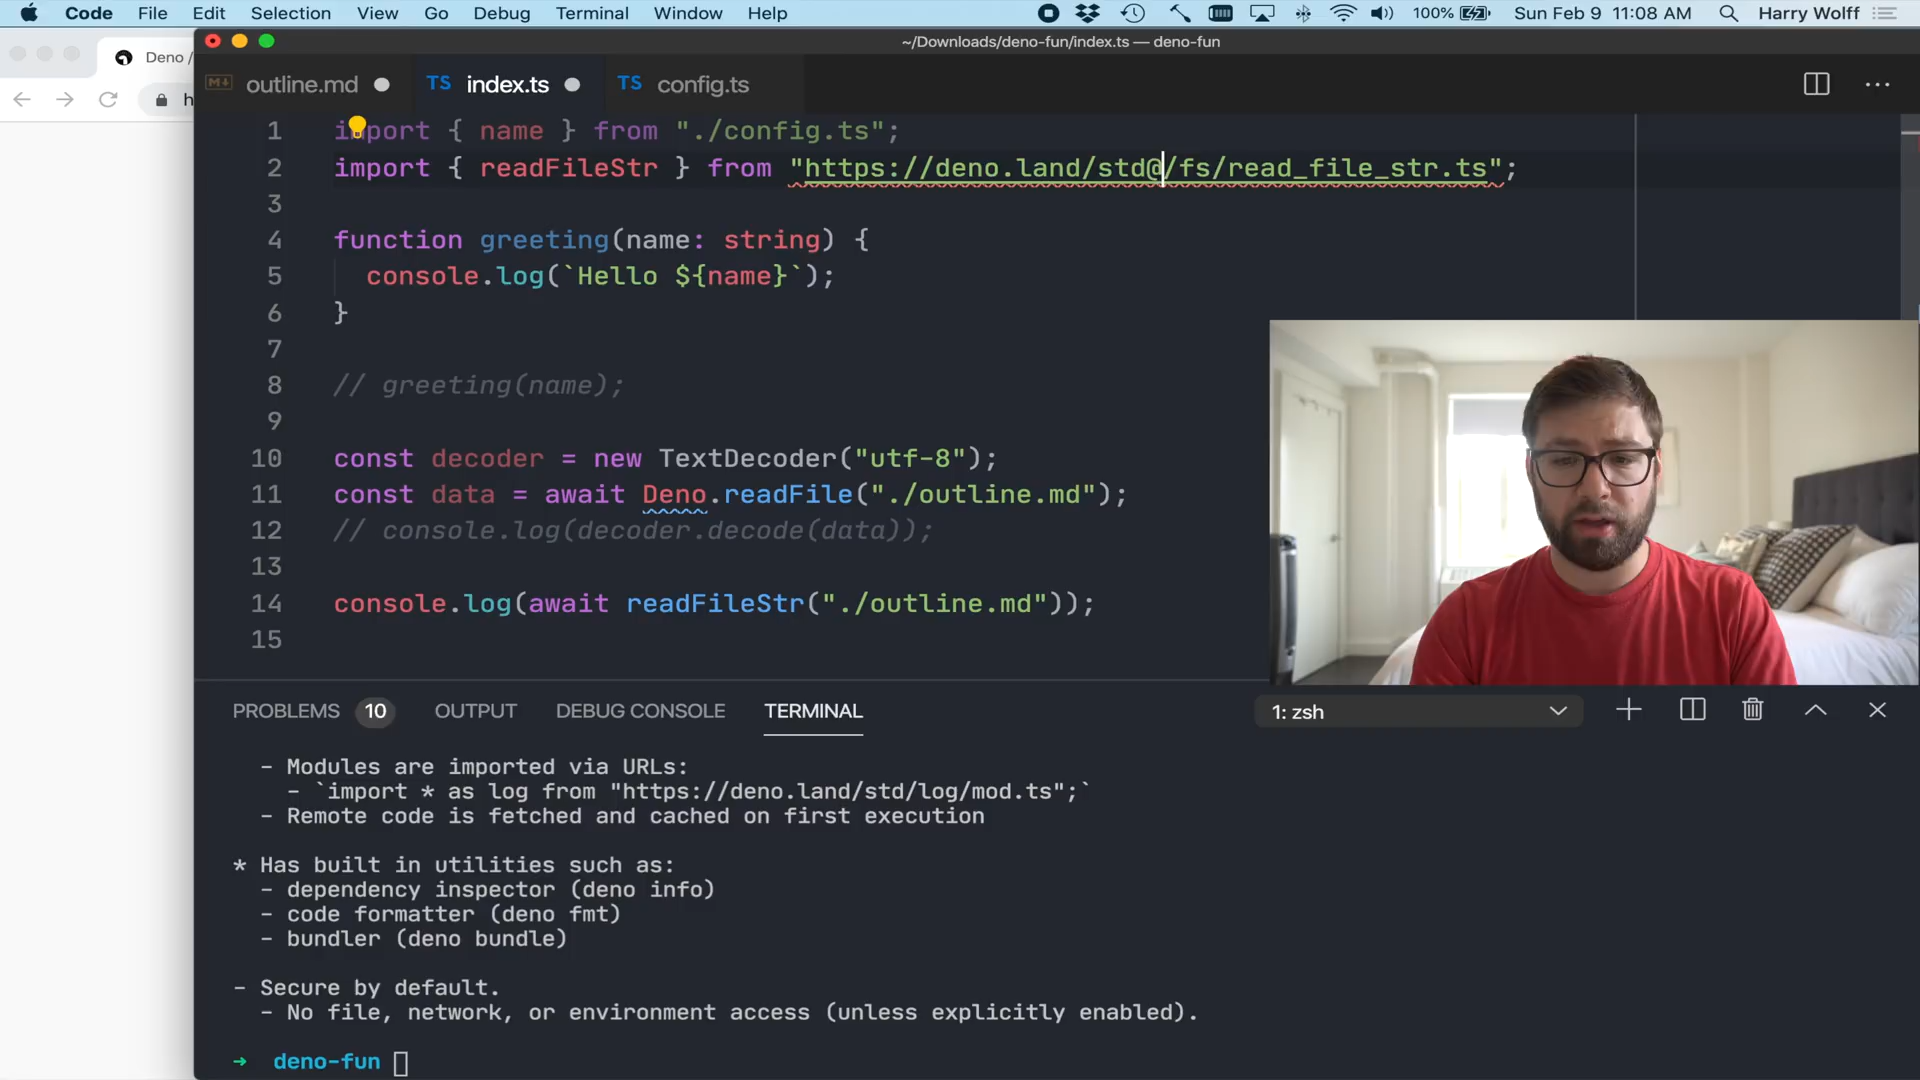 Code File Edit Selection View Go Debug Terminal Window Help 100% Sun Feb 9 11:08 AM Harry Wolff
Deno /
h
~/Downloads/deno-fun/index.ts — deno-fun
M↓ outline.md TS index.ts TS config.ts
1 import { name } from "./config.ts";
2 import { readFileStr } from "https://deno.land/std@/fs/read_file_str.ts";
3
4 function greeting(name: string) {
5 console.log(`Hello ${name}`);
6 }
7
8 // greeting(name);
9
10 const decoder = new TextDecoder("utf-8");
11 const data = await Deno.readFile("./outline.md");
12 // console.log(decoder.decode(data));
13
14 console.log(await readFileStr("./outline.md"));
15
PROBLEMS 10 OUTPUT DEBUG CONSOLE TERMINAL 1: zsh
- Modules are imported via URLs:
- `import * as log from "https://deno.land/std/log/mod.ts";`
- Remote code is fetched and cached on first execution
* Has built in utilities such as:
- dependency inspector (deno info)
- code formatter (deno fmt)
- bundler (deno bundle)
- Secure by default.
- No file, network, or environment access (unless explicitly enabled).
➜ deno-fun